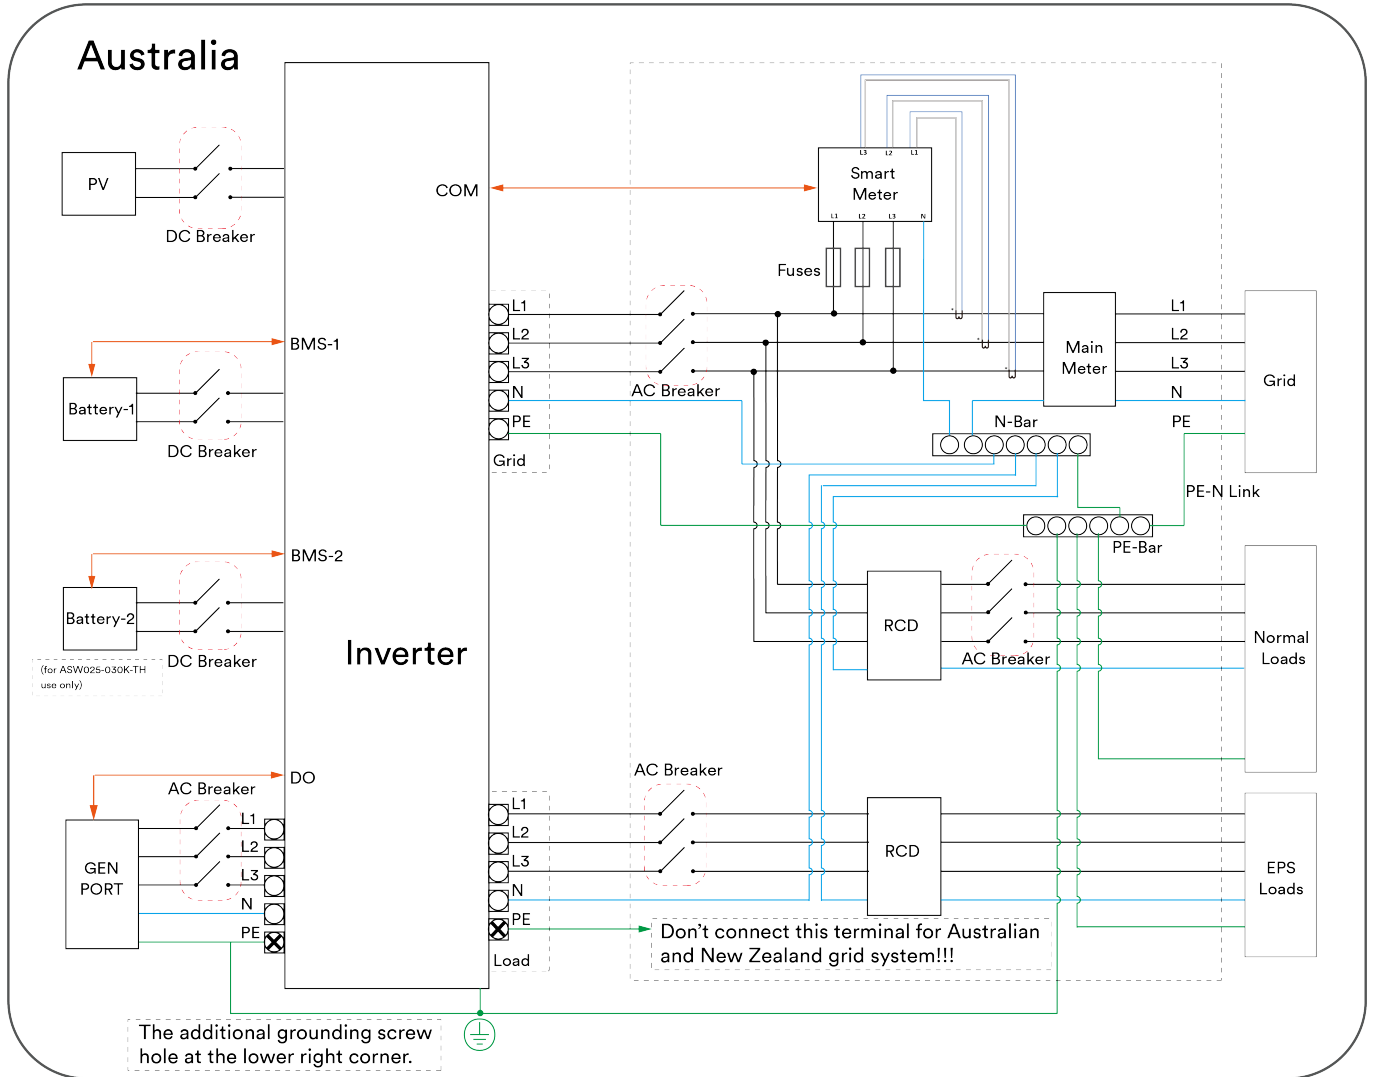 Australia
PV
DC Breaker
COM
L3 L2 L1
Smart
Meter
L1 L2 L3 N
Fuses
BMS-1
Battery-1
DC Breaker
L1
L2
L3
N
PE
Grid
AC Breaker
Main
Meter
L1
L2
L3
N
PE
Grid
N-Bar
PE-N Link
PE-Bar
BMS-2
Battery-2
DC Breaker
(for ASW025-030K-TH
use only)
Inverter
RCD
AC Breaker
Normal
Loads
DO
AC Breaker
GEN
PORT
L1
L2
L3
N
PE
L1
L2
L3
N
PE
Load
AC Breaker
RCD
EPS
Loads
Don't connect this terminal for Australian
and New Zealand grid system!!!
The additional grounding screw
hole at the lower right corner.